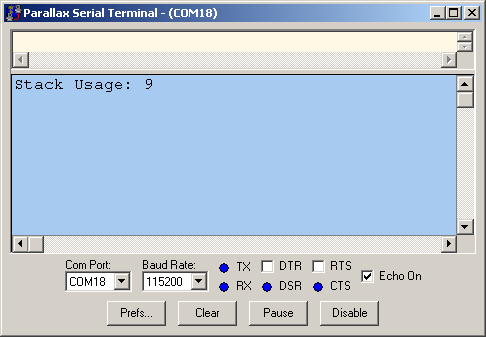 Parallax Serial Terminal - (COM18)
Stack Usage: 9
Com Port: Baud Rate: TX DTR RTS
COM18 115200 RX DSR CTS Echo On
Prefs... Clear Pause Disable